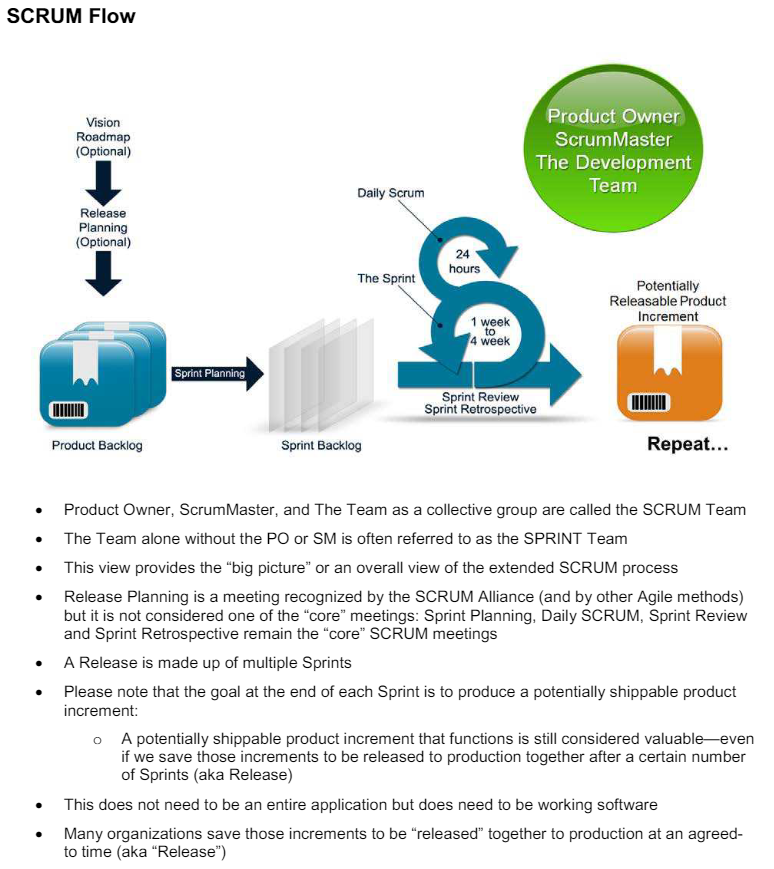 SCRUM Flow
Vision
Roadmap
(Optional)
Release
Planning
(Optional)
Product Backlog
Sprint Planning
Sprint Backlog
Daily Scrum
24
hours
The Sprint
1 week
to
4 week
Sprint Review
Sprint Retrospective
Product Owner
ScrumMaster
The Development
Team
Potentially
Releasable Product
Increment
Repeat...
• Product Owner, ScrumMaster, and The Team as a collective group are called the SCRUM Team
• The Team alone without the PO or SM is often referred to as the SPRINT Team
• This view provides the “big picture” or an overall view of the extended SCRUM process
• Release Planning is a meeting recognized by the SCRUM Alliance (and by other Agile methods)
but it is not considered one of the “core” meetings: Sprint Planning, Daily SCRUM, Sprint Review
and Sprint Retrospective remain the “core” SCRUM meetings
• A Release is made up of multiple Sprints
• Please note that the goal at the end of each Sprint is to produce a potentially shippable product
increment:
o A potentially shippable product increment that functions is still considered valuable—even
if we save those increments to be released to production together after a certain number
of Sprints (aka Release)
• This does not need to be an entire application but does need to be working software
• Many organizations save those increments to be “released” together to production at an agreed-
to time (aka “Release”)